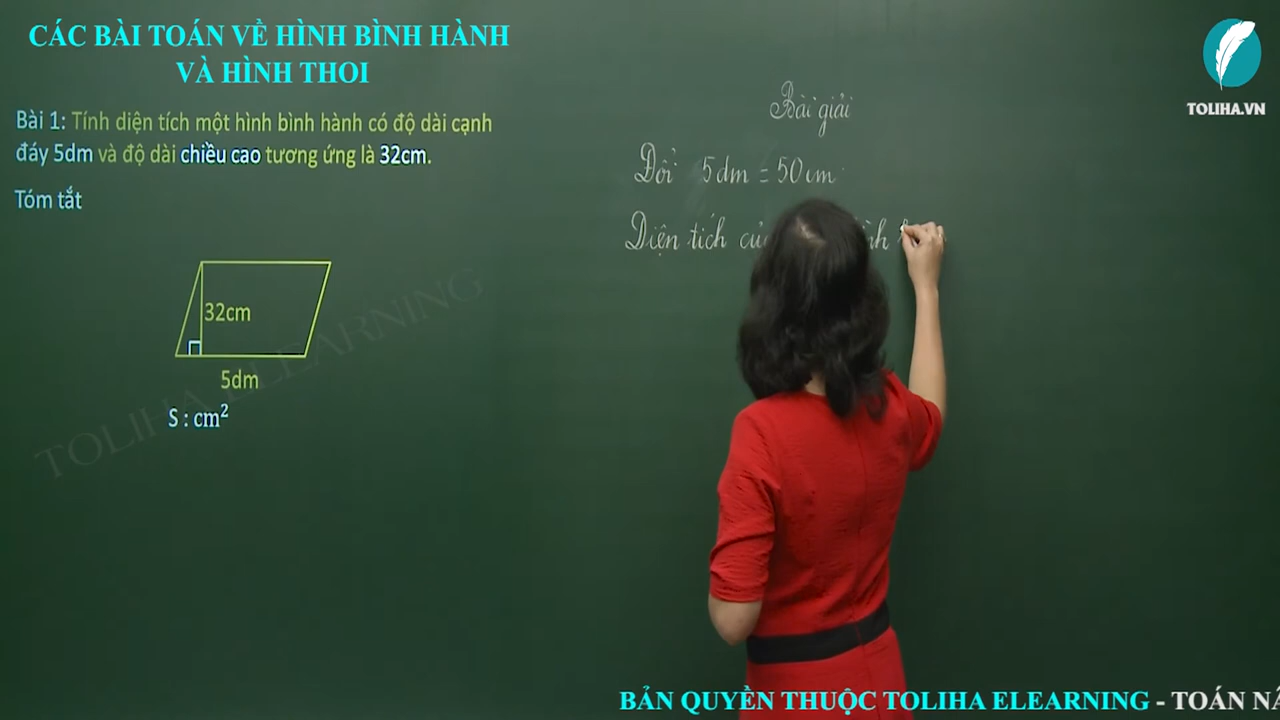 CÁC BÀI TOÁN VỀ HÌNH BÌNH HÀNH
VÀ HÌNH THOI
Bài 1: Tính diện tích một hình bình hành có độ dài cạnh
đáy 5dm và độ dài chiều cao tương ứng là 32cm.
Tóm tắt
32cm
5dm
S : cm²
TOLIHA ELEARNING
Bài giải
Đổi 5dm = 50cm
Diện tích
TOLIHA.VN
BẢN QUYỀN THUỘC TOLIHA ELEARNING - TOÁN